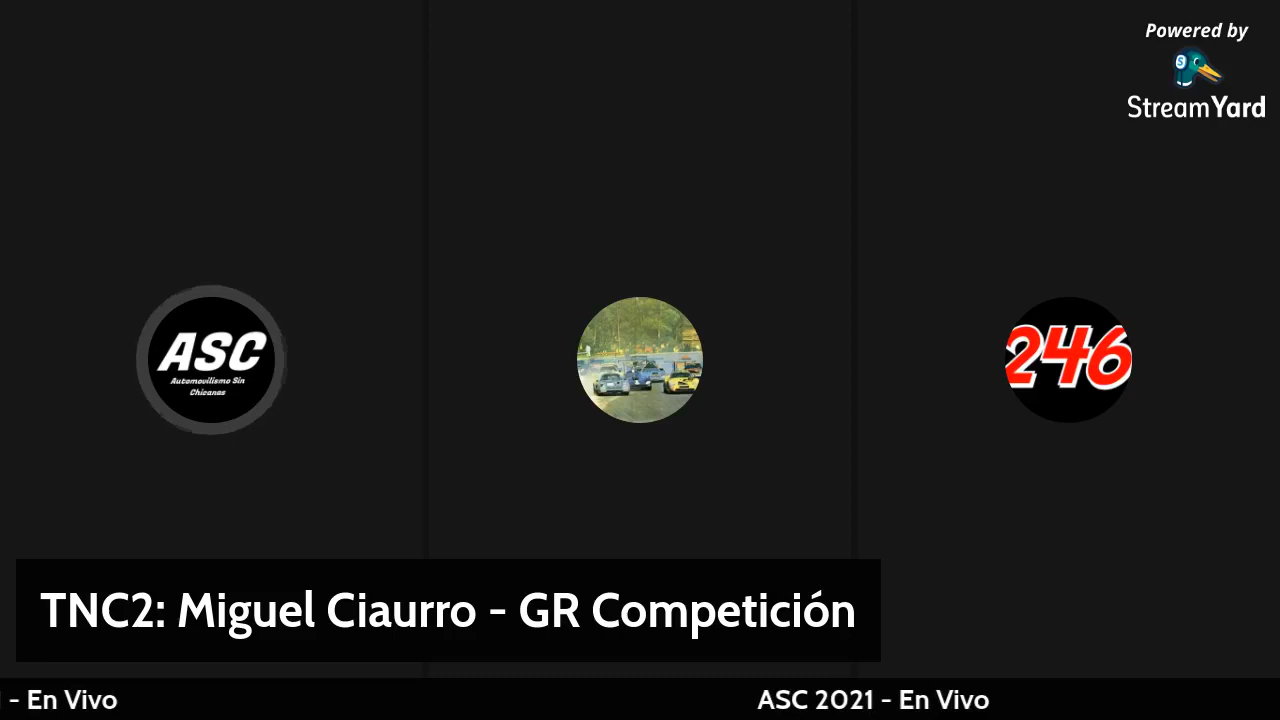 Powered by
StreamYard
ASC
Automovilismo Sin
Chicanas
246
TNC2: Miguel Ciaurro - GR Competición
- En Vivo
ASC 2021 - En Vivo